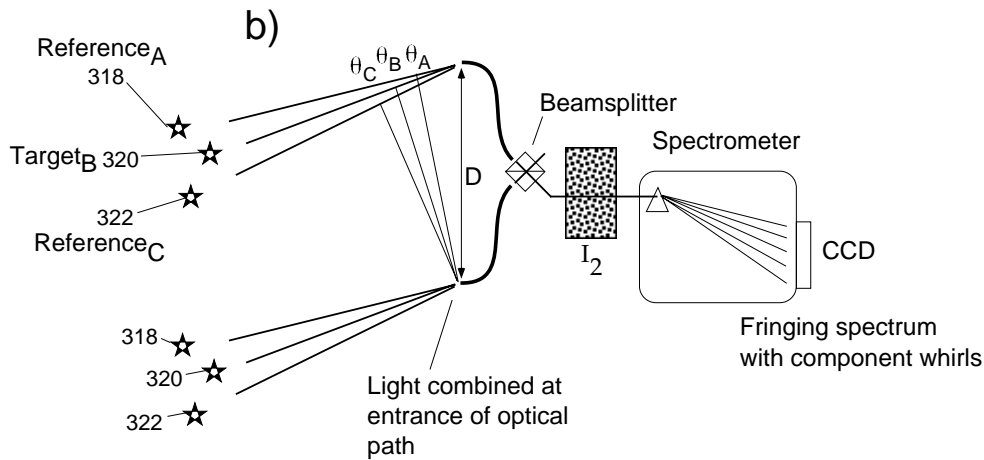 b)
Reference_A
318
Target_B 320
322
Reference_C
θ_C θ_B θ_A
D
Beamsplitter
I_2
Spectrometer
CCD
Fringing spectrum
with component whirls
318
320
322
Light combined at
entrance of optical
path